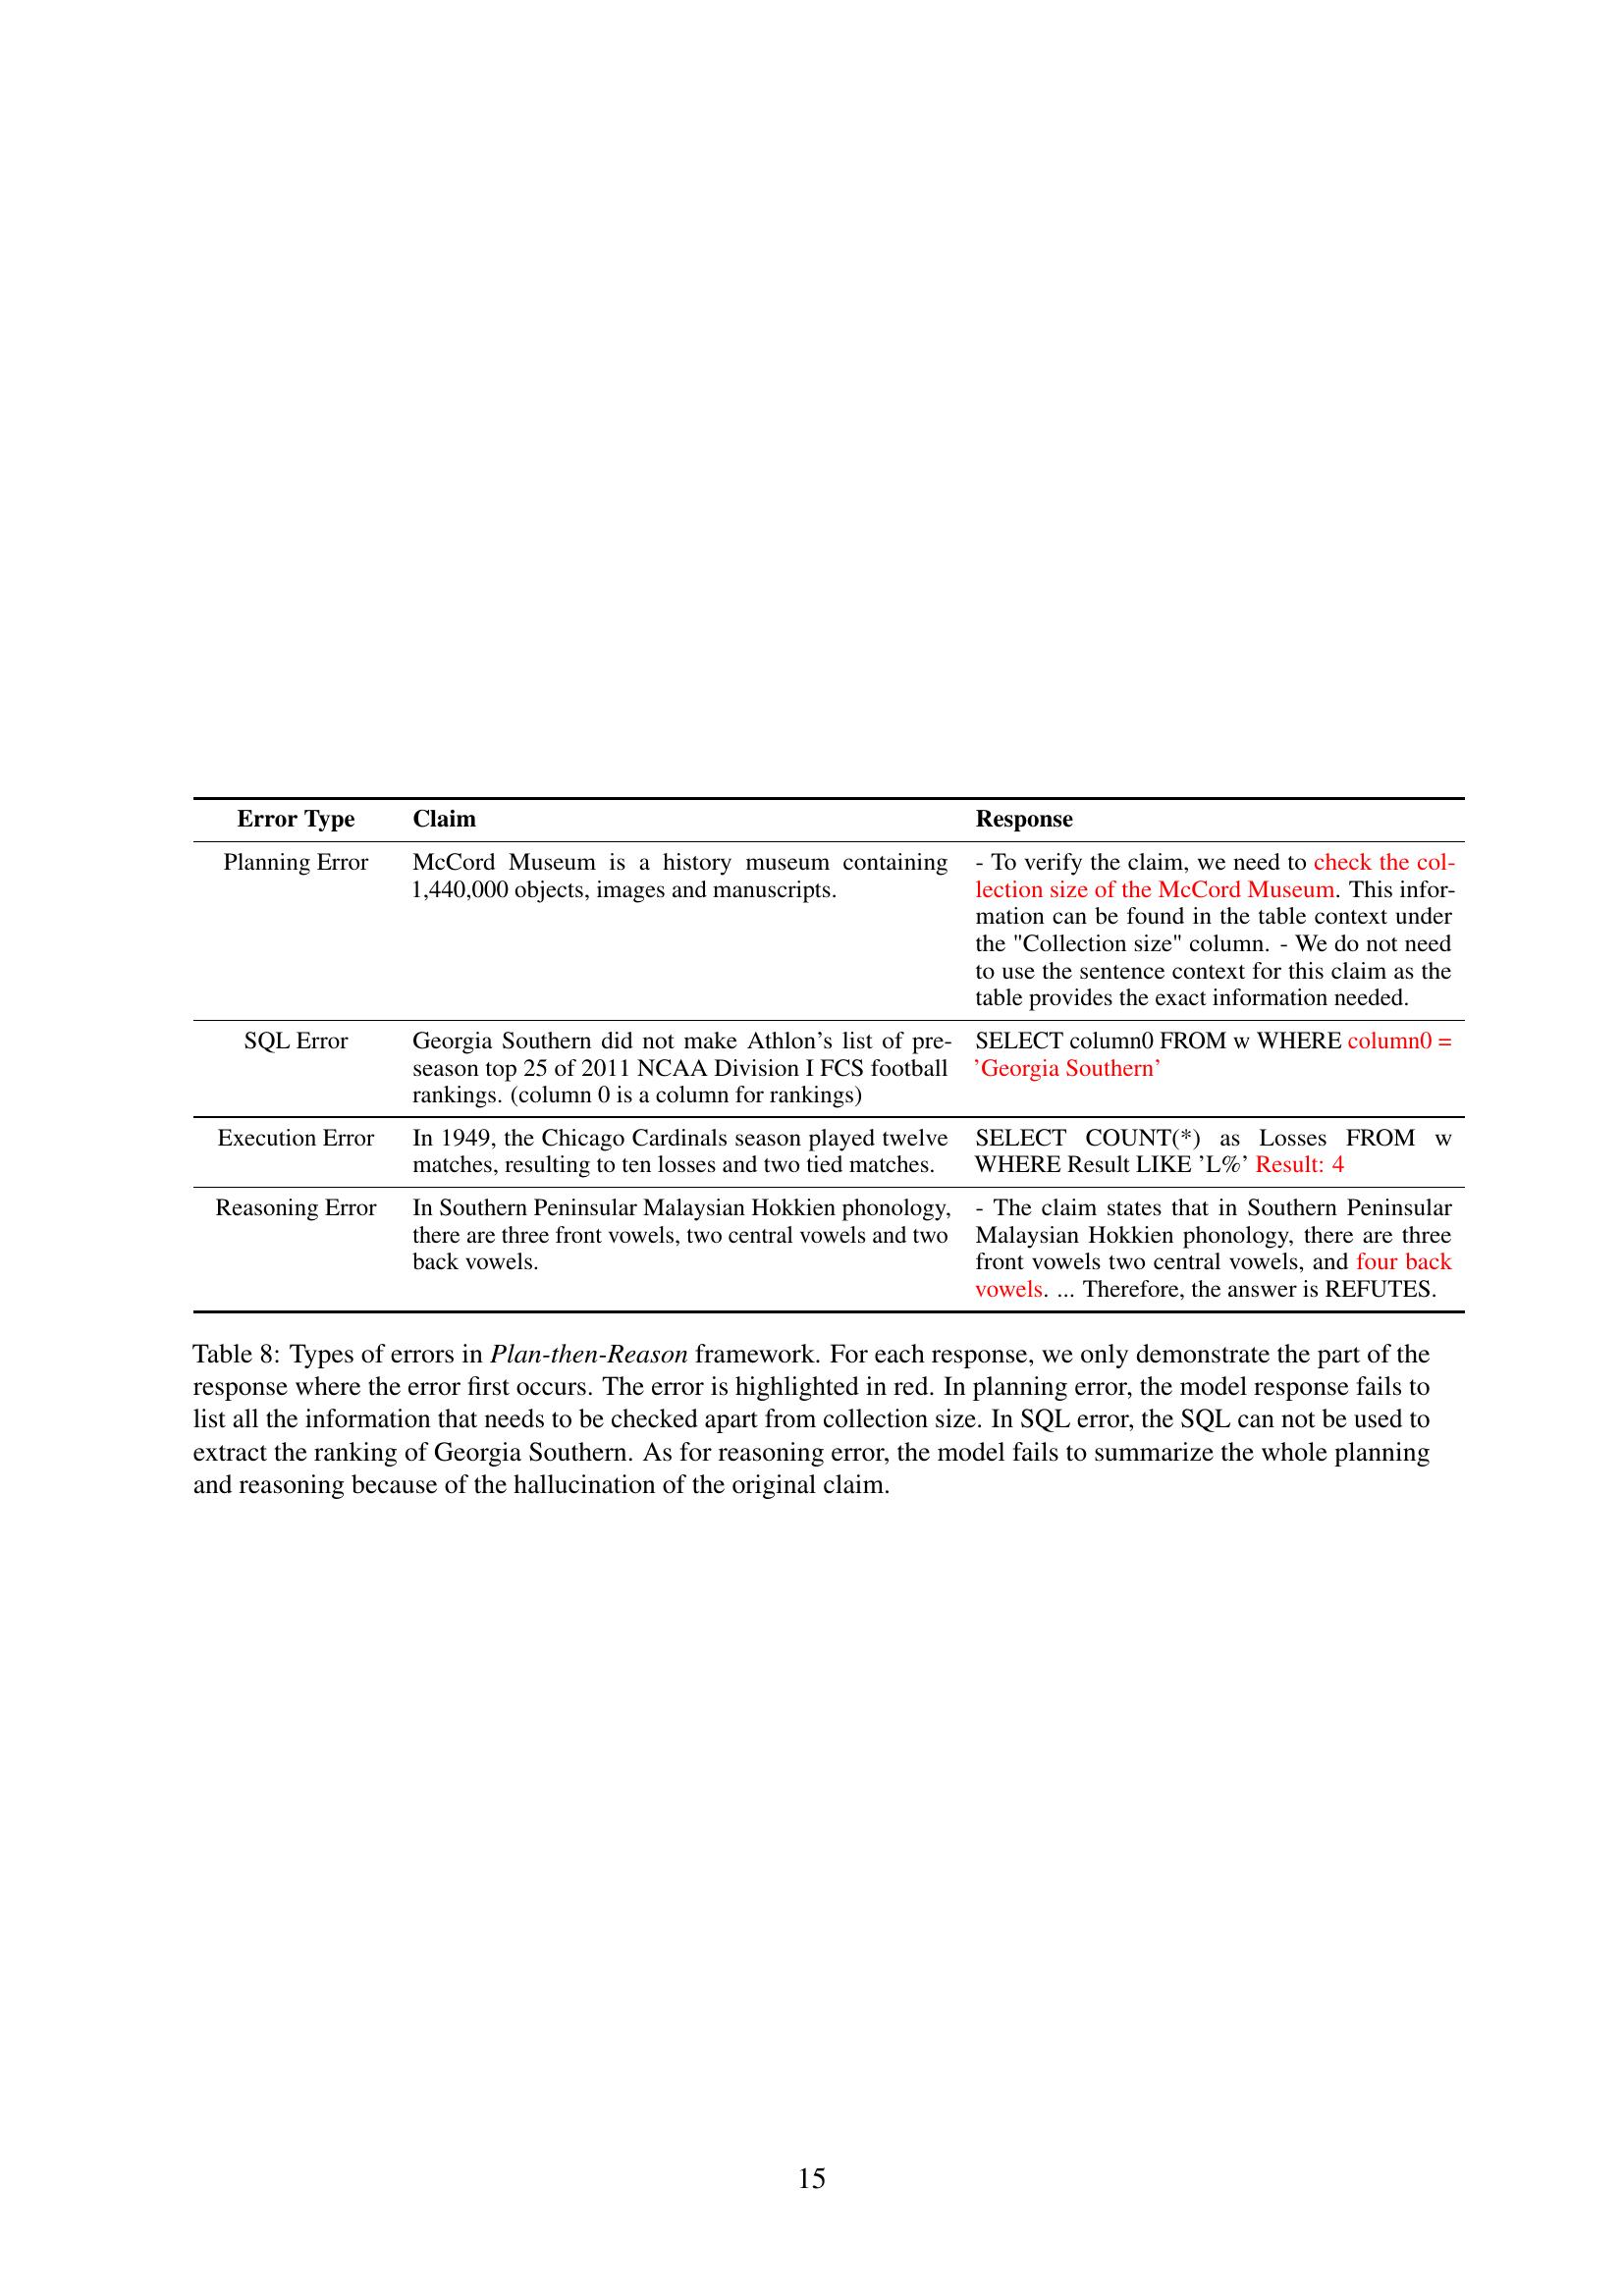 Error Type Claim Response
Planning Error McCord Museum is a history museum containing - To verify the claim, we need to check the col-
1,440,000 objects, images and manuscripts. lection size of the McCord Museum. This infor-
mation can be found in the table context under
the "Collection size" column. - We do not need
to use the sentence context for this claim as the
table provides the exact information needed.
SQL Error Georgia Southern did not make Athlon's list of pre- SELECT column0 FROM w WHERE column0 =
season top 25 of 2011 NCAA Division I FCS football 'Georgia Southern'
rankings. (column 0 is a column for rankings)
Execution Error In 1949, the Chicago Cardinals season played twelve SELECT COUNT(*) as Losses FROM w
matches, resulting to ten losses and two tied matches. WHERE Result LIKE 'L%' Result: 4
Reasoning Error In Southern Peninsular Malaysian Hokkien phonology, - The claim states that in Southern Peninsular
there are three front vowels, two central vowels and two Malaysian Hokkien phonology, there are three
back vowels. front vowels two central vowels, and four back
vowels. ... Therefore, the answer is REFUTES.
Table 8: Types of errors in Plan-then-Reason framework. For each response, we only demonstrate the part of the
response where the error first occurs. The error is highlighted in red. In planning error, the model response fails to
list all the information that needs to be checked apart from collection size. In SQL error, the SQL can not be used to
extract the ranking of Georgia Southern. As for reasoning error, the model fails to summarize the whole planning
and reasoning because of the hallucination of the original claim.
15